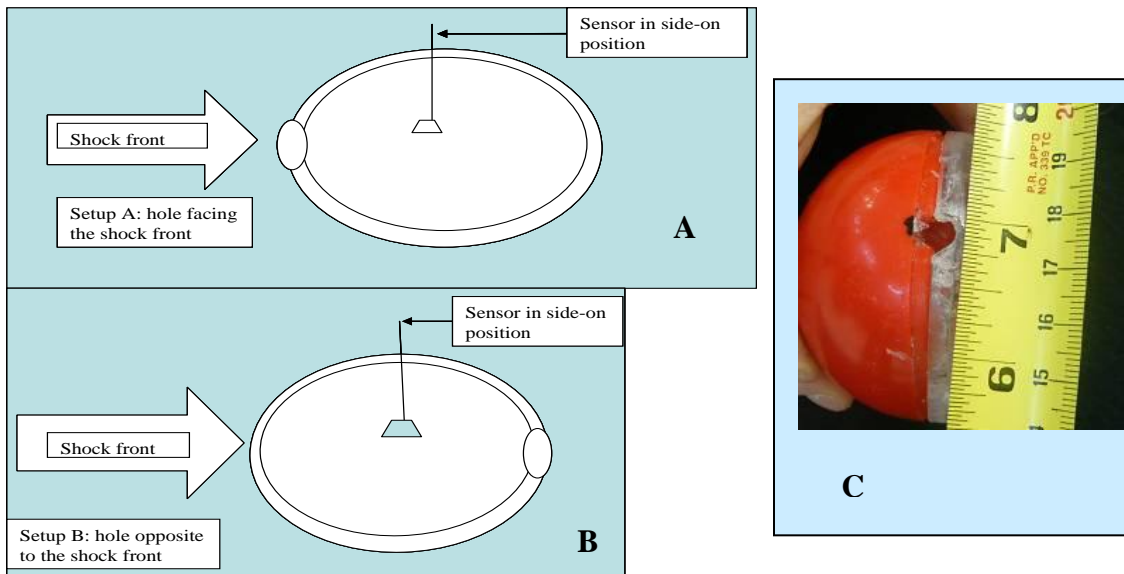 Sensor in side-on
position
Shock front
Setup A: hole facing
the shock front
A
Sensor in side-on
position
Shock front
Setup B: hole opposite
to the shock front
B
8
P.R. APP'D
NO. 339 TC
19
18
7
17
16
6
15
C